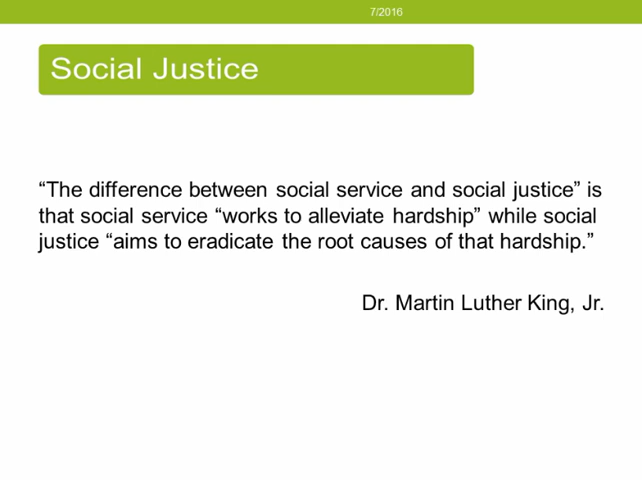 7/2016
Social Justice
“The difference between social service and social justice” is
that social service “works to alleviate hardship” while social
justice “aims to eradicate the root causes of that hardship.”
Dr. Martin Luther King, Jr.